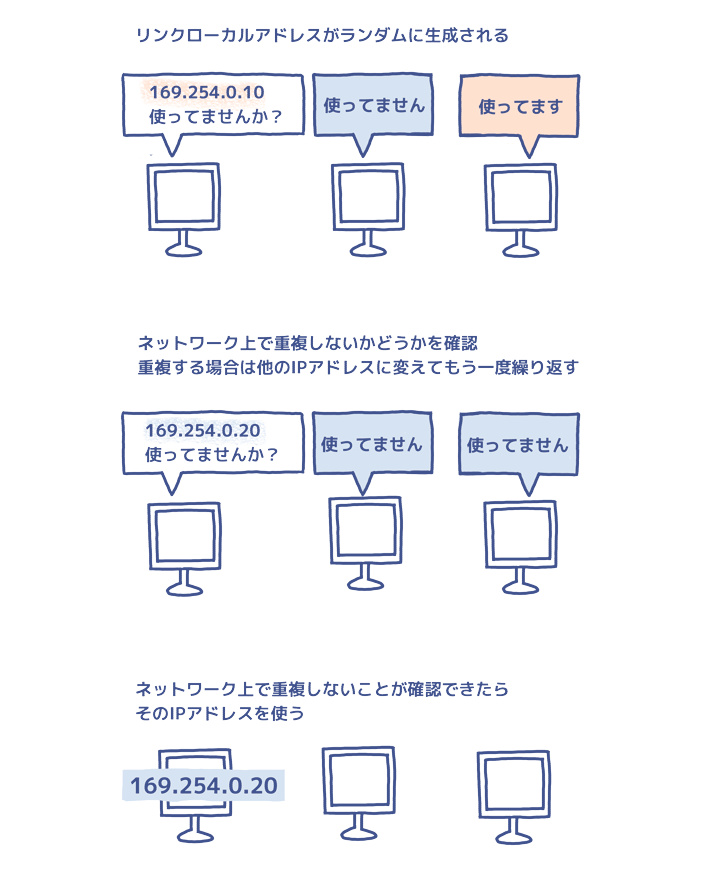 リンクローカルアドレスがランダムに生成される
169.254.0.10
使ってませんか？
使ってません
使ってます
ネットワーク上で重複しないかどうかを確認
重複する場合は他のIPアドレスに変えてもう一度繰り返す
169.254.0.20
使ってませんか？
使ってません
使ってません
ネットワーク上で重複しないことが確認できたら
そのIPアドレスを使う
169.254.0.20